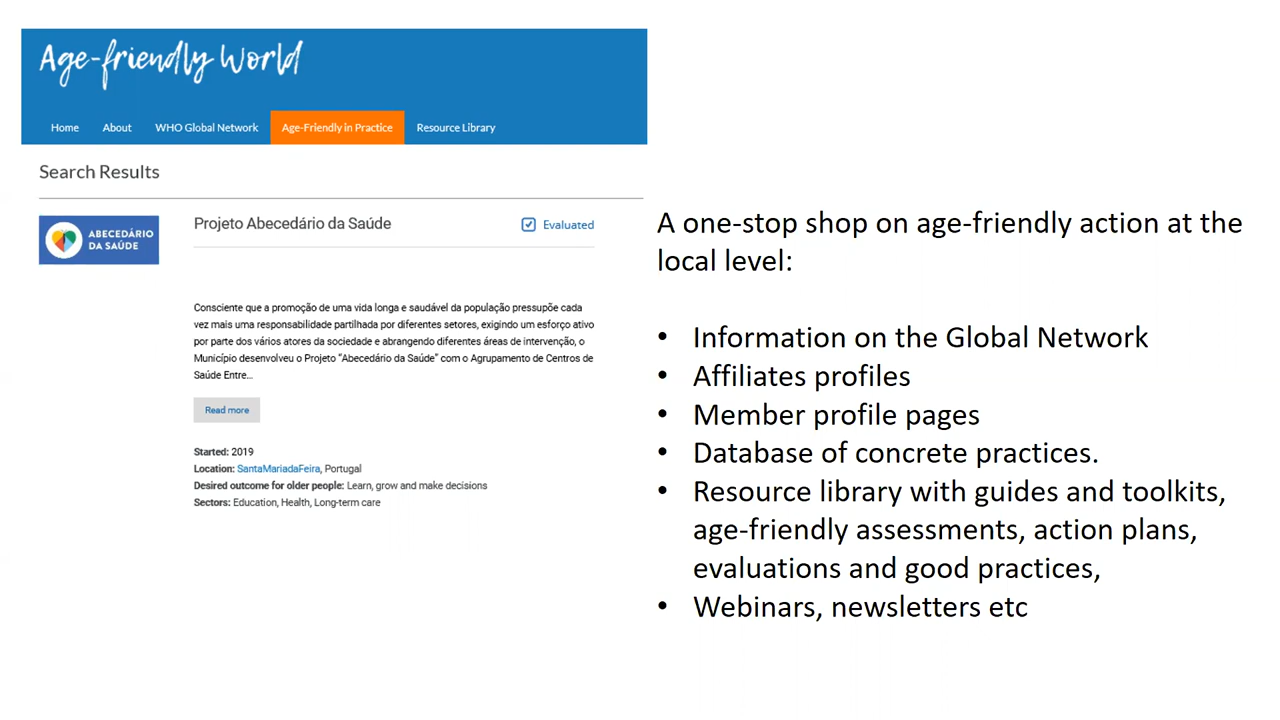 Age-friendly World
Home About WHO Global Network Age-Friendly in Practice Resource Library
Search Results
ABECEDÁRIO
DA SAÚDE
Projeto Abecedário da Saúde
Evaluated
Consciente que a promoção de uma vida longa e saudável da população pressupõe cada
vez mais uma responsabilidade partilhada por diferentes setores, exigindo um esforço ativo
por parte dos vários atores da sociedade e abrangendo diferentes áreas de intervenção, o
Município desenvolveu o Projeto “Abecedário da Saúde” com o Agrupamento de Centros de
Saúde Entre...
Read more
Started: 2019
Location: SantaMariadaFeira, Portugal
Desired outcome for older people: Learn, grow and make decisions
Sectors: Education, Health, Long-term care
A one-stop shop on age-friendly action at the
local level:
• Information on the Global Network
• Affiliates profiles
• Member profile pages
• Database of concrete practices.
• Resource library with guides and toolkits,
age-friendly assessments, action plans,
evaluations and good practices,
• Webinars, newsletters etc